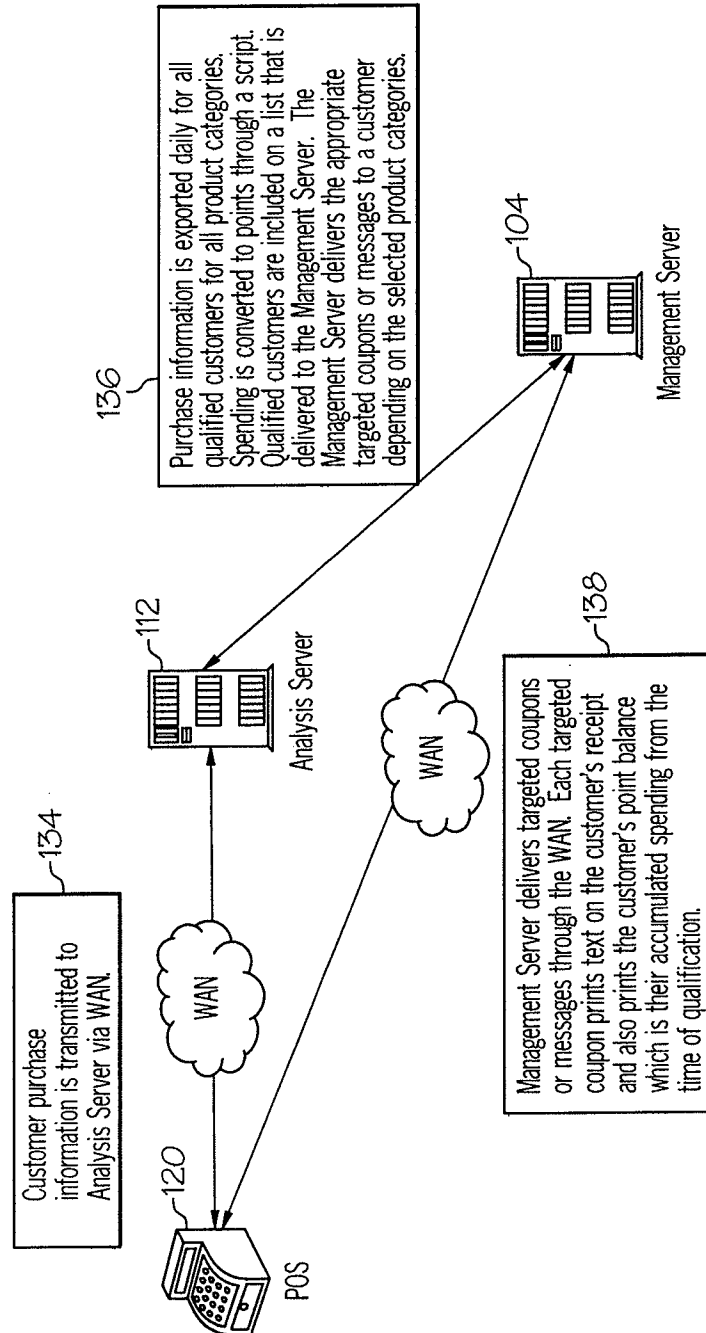 134
Customer purchase
information is transmitted to
Analysis Server via WAN.
136
Purchase information is exported daily for all
qualified customers for all product categories.
Spending is converted to points through a script.
Qualified customers are included on a list that is
delivered to the Management Server. The
Management Server delivers the appropriate
targeted coupons or messages to a customer
depending on the selected product categories.
120
POS
WAN
112
Analysis Server
WAN
104
Management Server
138
Management Server delivers targeted coupons
or messages through the WAN. Each targeted
coupon prints text on the customer's receipt
and also prints the customer's point balance
which is their accumulated spending from the
time of qualification.